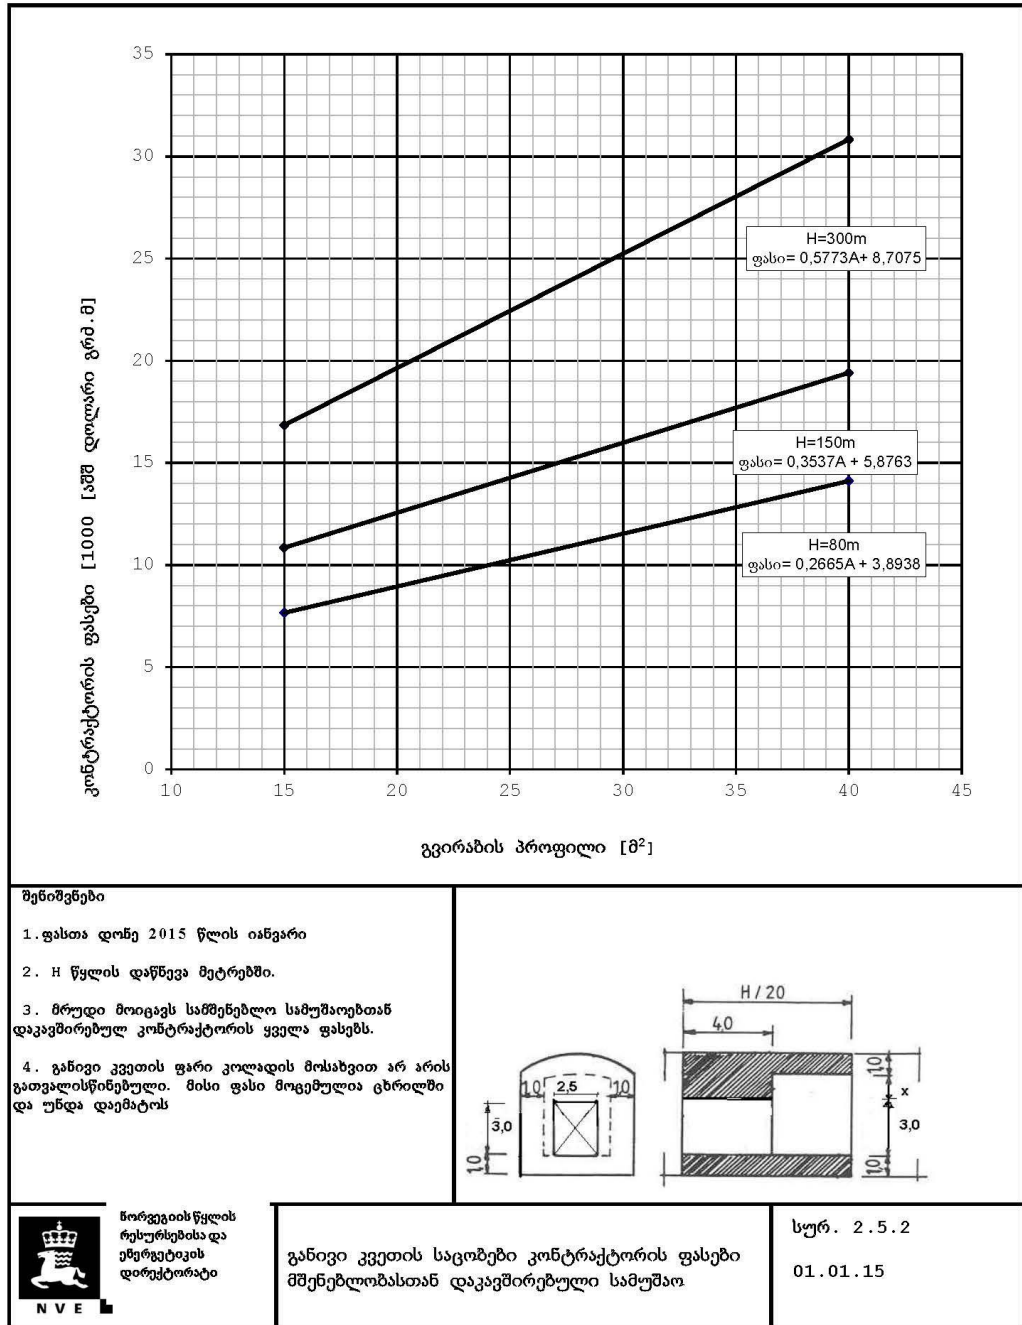 35
30
25
20
15
10
5
0
10 15 20 25 30 35 40 45
კონტრაქტორის ფასები [1000 [აშშ დოლარი გრძ.მ]
H=300m
ფასი= 0,5773A+ 8,7075
H=150m
ფასი= 0,3537A + 5,8763
H=80m
ფასი= 0,2665A + 3,8938
გვირაბის პროფილი [მ²]
შენიშვნები
1.ფასთა დონე 2015 წლის იანვარი
2. H წყლის დაწნევა მეტრებში.
3. მრუდი მოიცავს სამშენებლო სამუშაოებთან
დაკავშირებულ კონტრაქტორის ყველა ფასებს.
4. განივი კვეთის ფარი კოლადის მოსახვით არ არის
გათვალისწინებული. მისი ფასი მოცემულია ცხრილში
და უნდა დაემატოს
1,0 2,5 1,0
3,0
1,0
H/20
4,0
1,0
x
3,0
1,0
NVE
ნორვეგიის წყლის
რესურსებისა და
ენერგეტიკის
დირექტორატი
განივი კვეთის საცობები კონტრაქტორის ფასები
მშენებლობასთან დაკავშირებული სამუშაო
სურ. 2.5.2
01.01.15